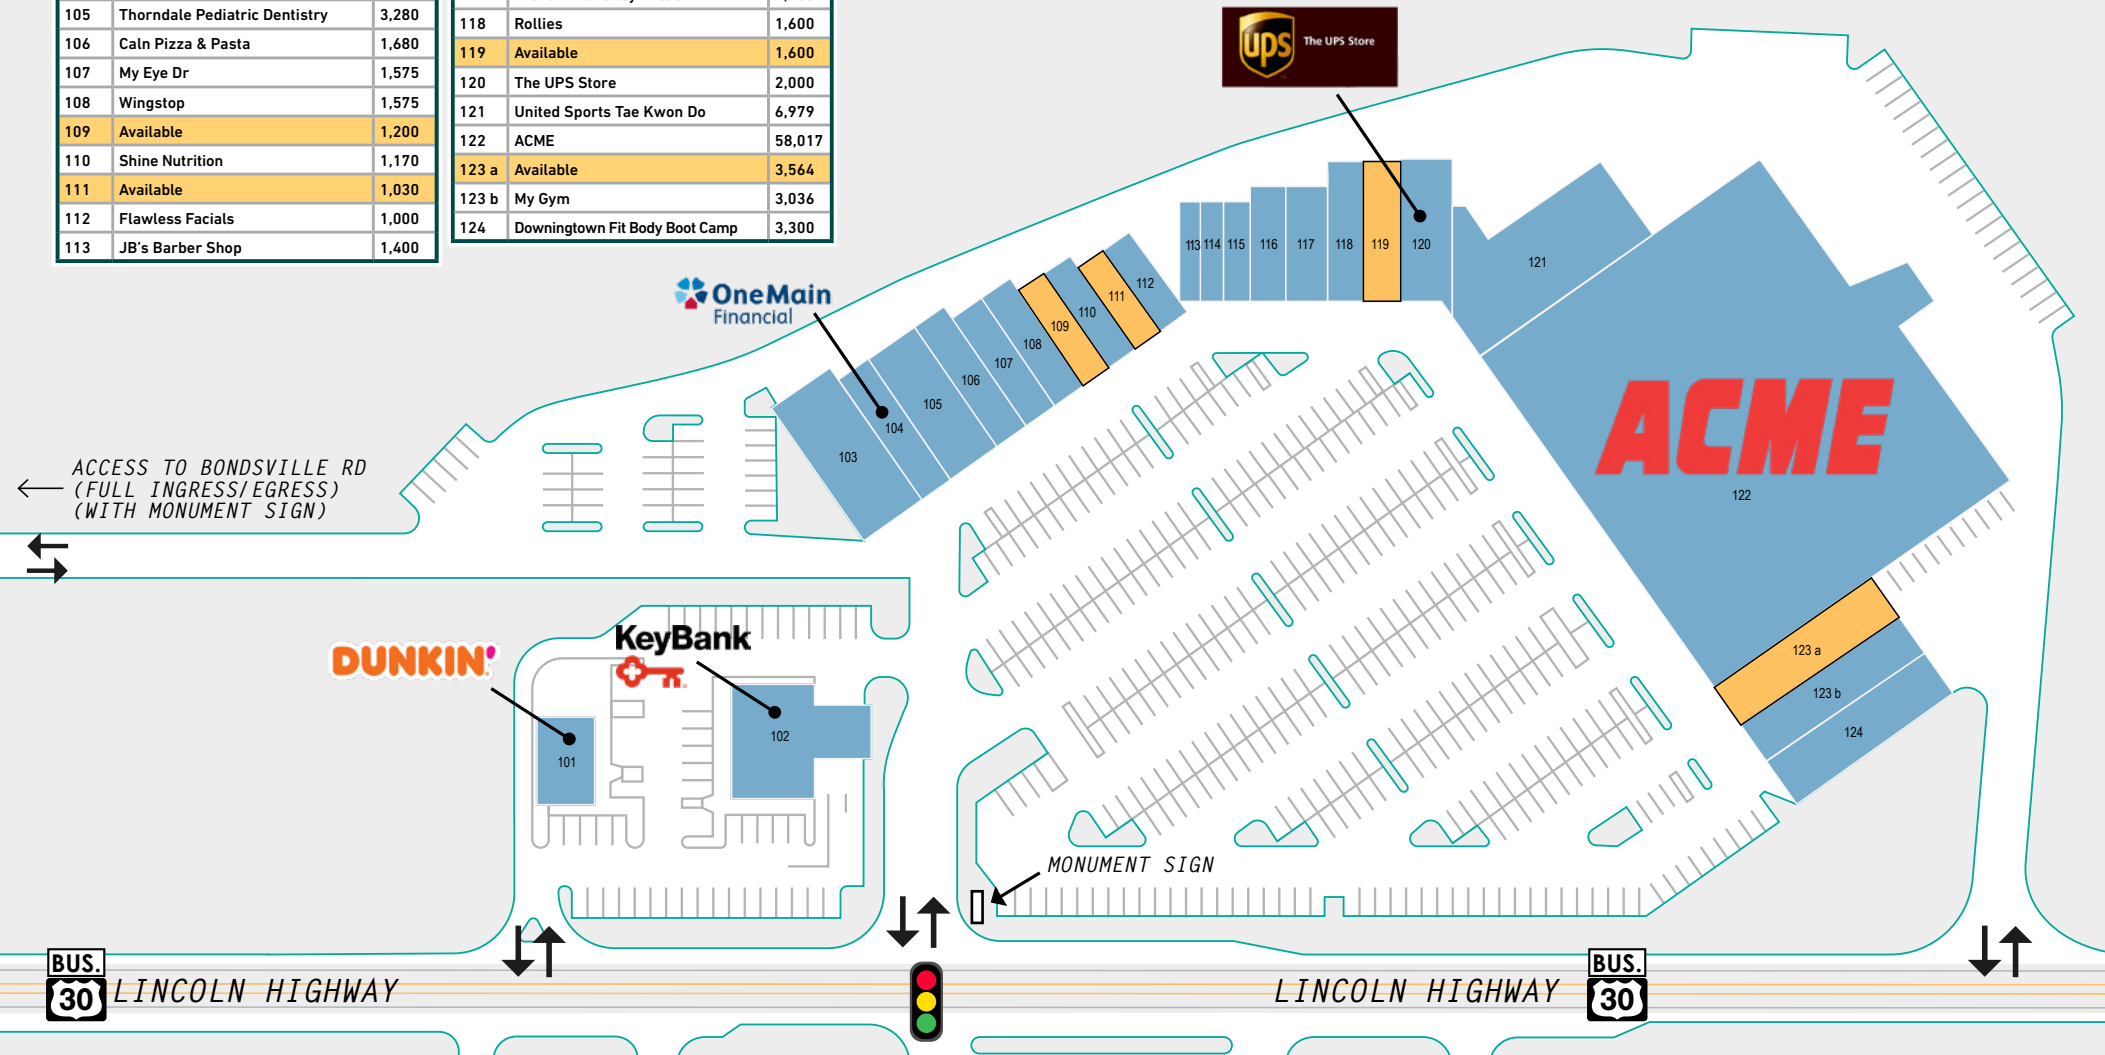 105 Thorndale Pediatric Dentistry 3,280
106 Caln Pizza & Pasta 1,680
107 My Eye Dr 1,575
108 Wingstop 1,575
109 Available 1,200
110 Shine Nutrition 1,170
111 Available 1,030
112 Flawless Facials 1,000
113 JB's Barber Shop 1,400
118 Rollies 1,600
119 Available 1,600
120 The UPS Store 2,000
121 United Sports Tae Kwon Do 6,979
122 ACME 58,017
123 a Available 3,564
123 b My Gym 3,036
124 Downingtown Fit Body Boot Camp 3,300
ups The UPS Store
OneMain
Financial
113 114 115 116 117 118 119 120
121
112
111
110
109
108
107
106
105
104
103
ACME
122
ACCESS TO BONDSVILLE RD
(FULL INGRESS/EGRESS)
(WITH MONUMENT SIGN)
DUNKIN'
KeyBank
101
102
123 a
123 b
124
MONUMENT SIGN
BUS.
30
LINCOLN HIGHWAY
LINCOLN HIGHWAY
BUS.
30